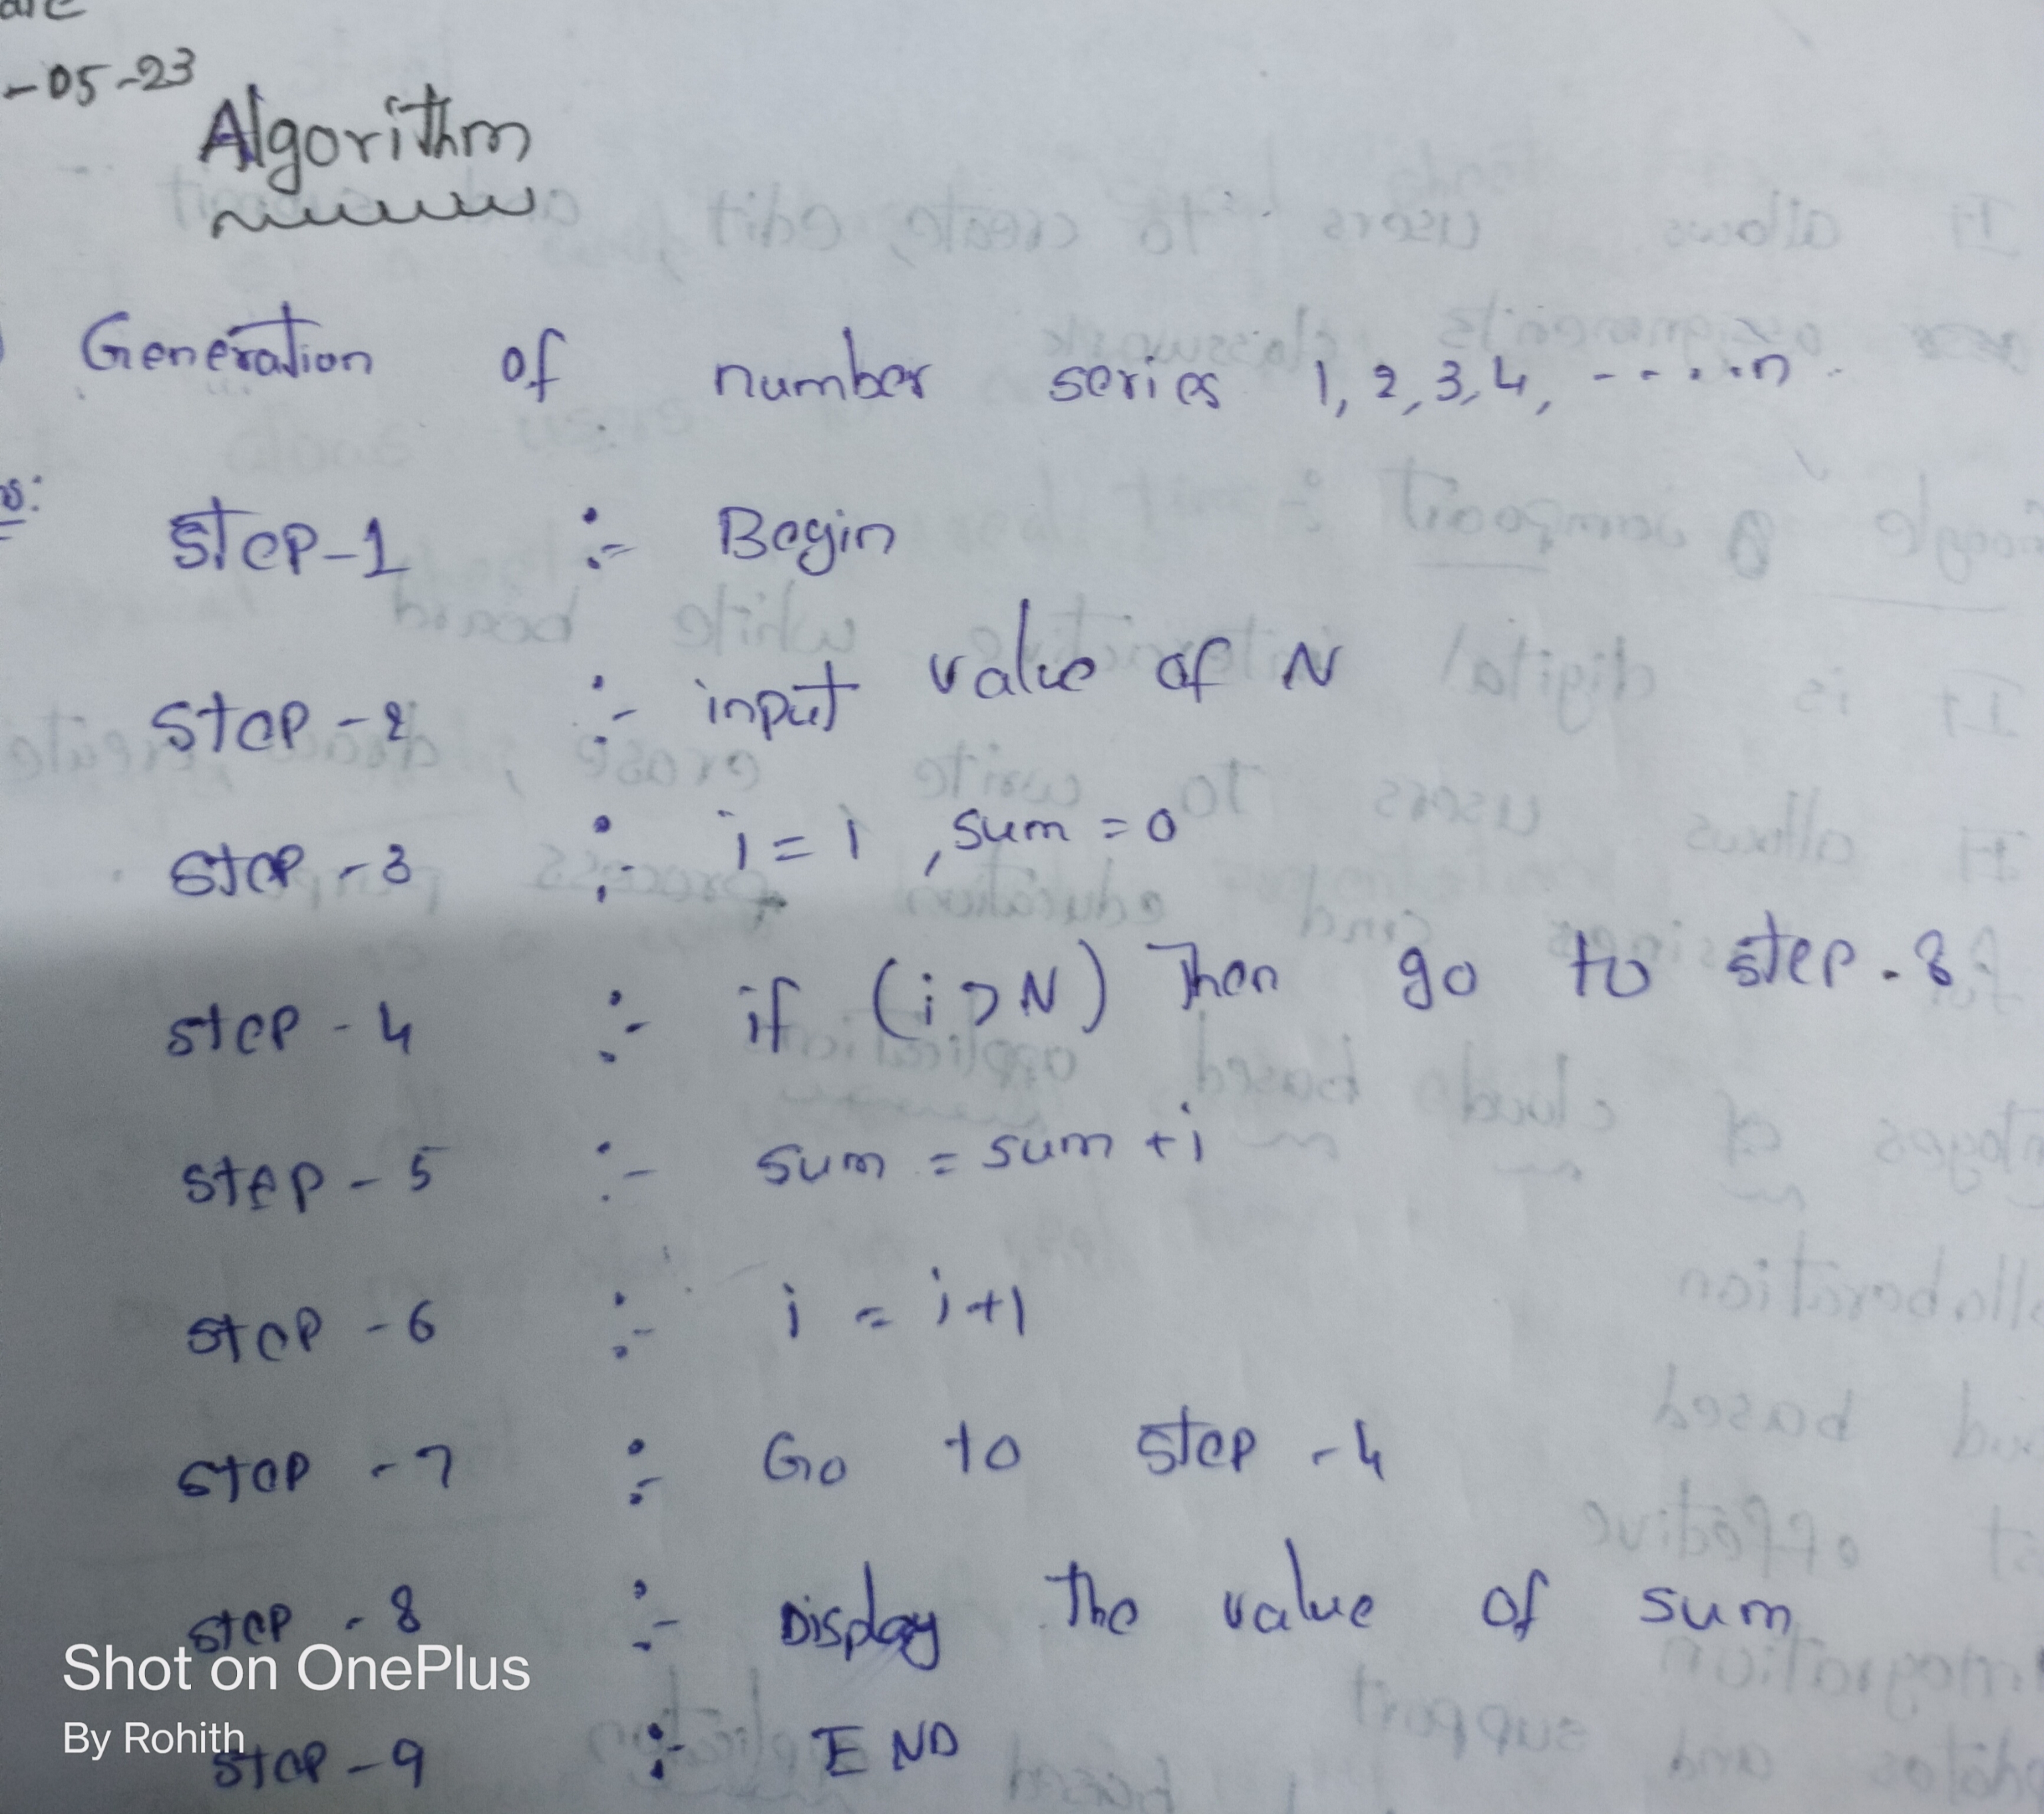 -05-23
Algorithm
Generation of number series 1, 2, 3, 4, -----n.
Step-1 :- Begin
Step-2 :- input value of N
Step-3 :- i = 1, sum = 0
step-4 :- if (i > N) Then go to step-8.
step-5 :- sum = sum + i
step-6 :- i = i+1
step-7 :- Go to step-4
step-8 :- Display the value of sum
Shot on OnePlus
By Rohith
step-9 :- END